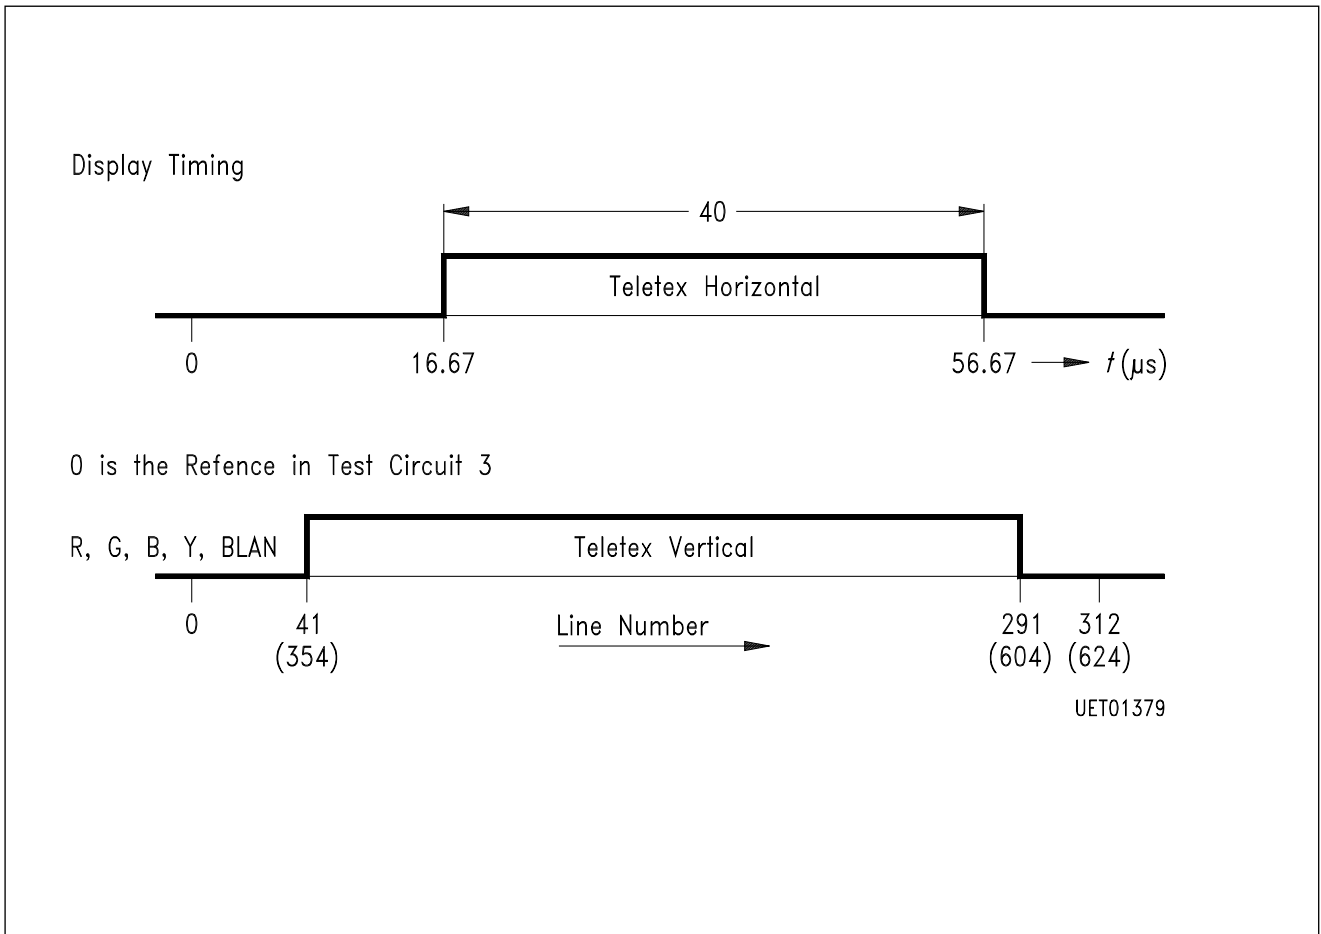 Display Timing
40
Teletex Horizontal
0 16.67 56.67 t (µs)
0 is the Refence in Test Circuit 3
R, G, B, Y, BLAN Teletex Vertical
0 41 Line Number 291 312
(354) (604) (624)
UET01379